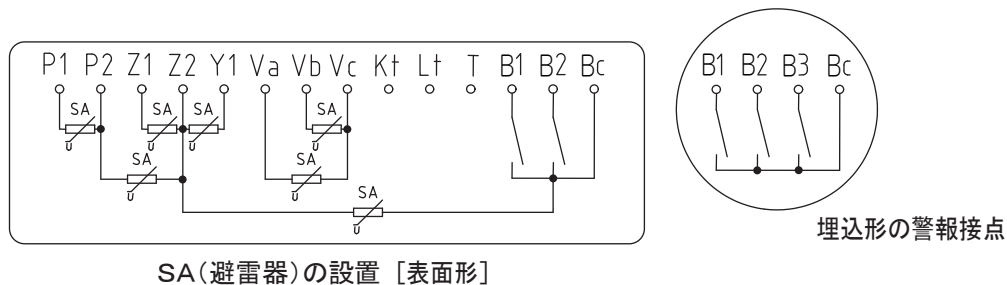 P1 P2 Z1 Z2 Y1 Va Vb Vc Kt Lt T B1 B2 Bc
SA SA SA SA
U U U U
SA SA
U U
SA
U
B1 B2 B3 Bc
埋込形の警報接点
SA(避雷器)の設置 [表面形]